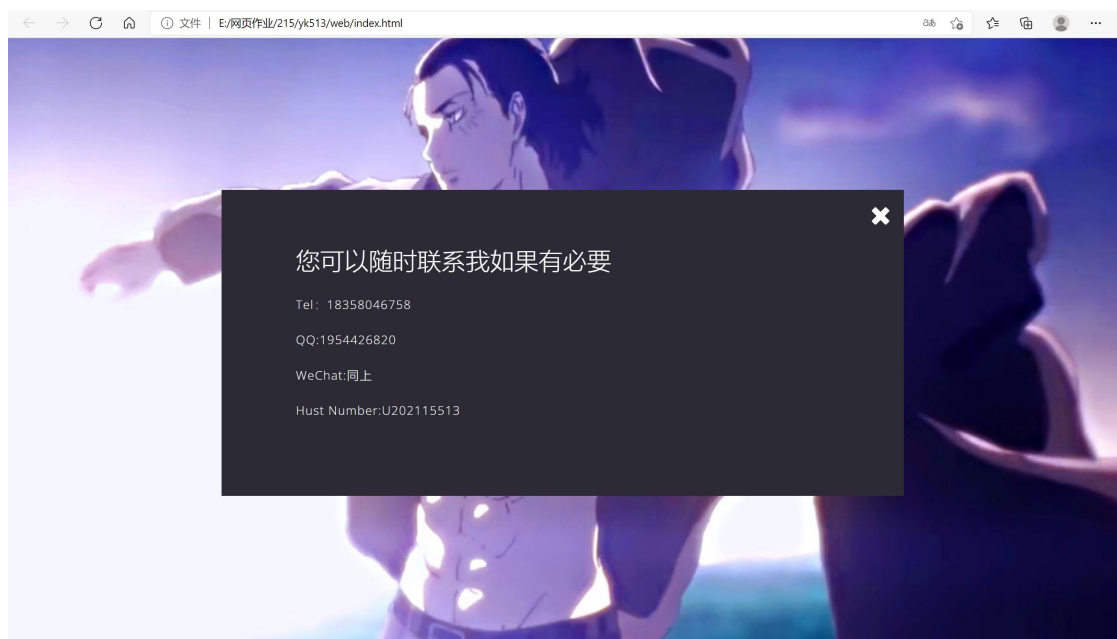 文件 | E:/网页作业/215/yk513/web/index.html
您可以随时联系我如果有必要
Tel: 18358046758
QQ:1954426820
WeChat:同上
Hust Number:U202115513